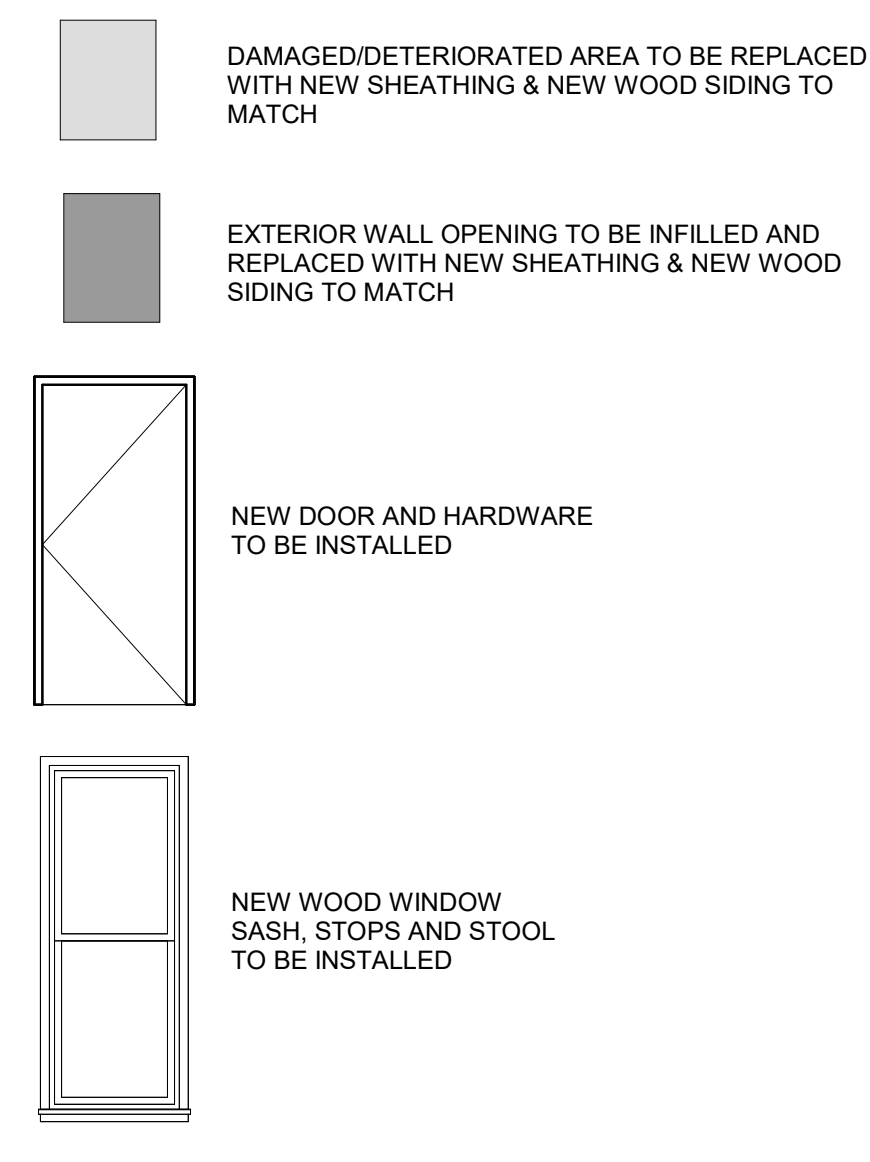 DAMAGED/DETERIORATED AREA TO BE REPLACED
WITH NEW SHEATHING & NEW WOOD SIDING TO
MATCH
EXTERIOR WALL OPENING TO BE INFILLED AND
REPLACED WITH NEW SHEATHING & NEW WOOD
SIDING TO MATCH
NEW DOOR AND HARDWARE
TO BE INSTALLED
NEW WOOD WINDOW
SASH, STOPS AND STOOL
TO BE INSTALLED